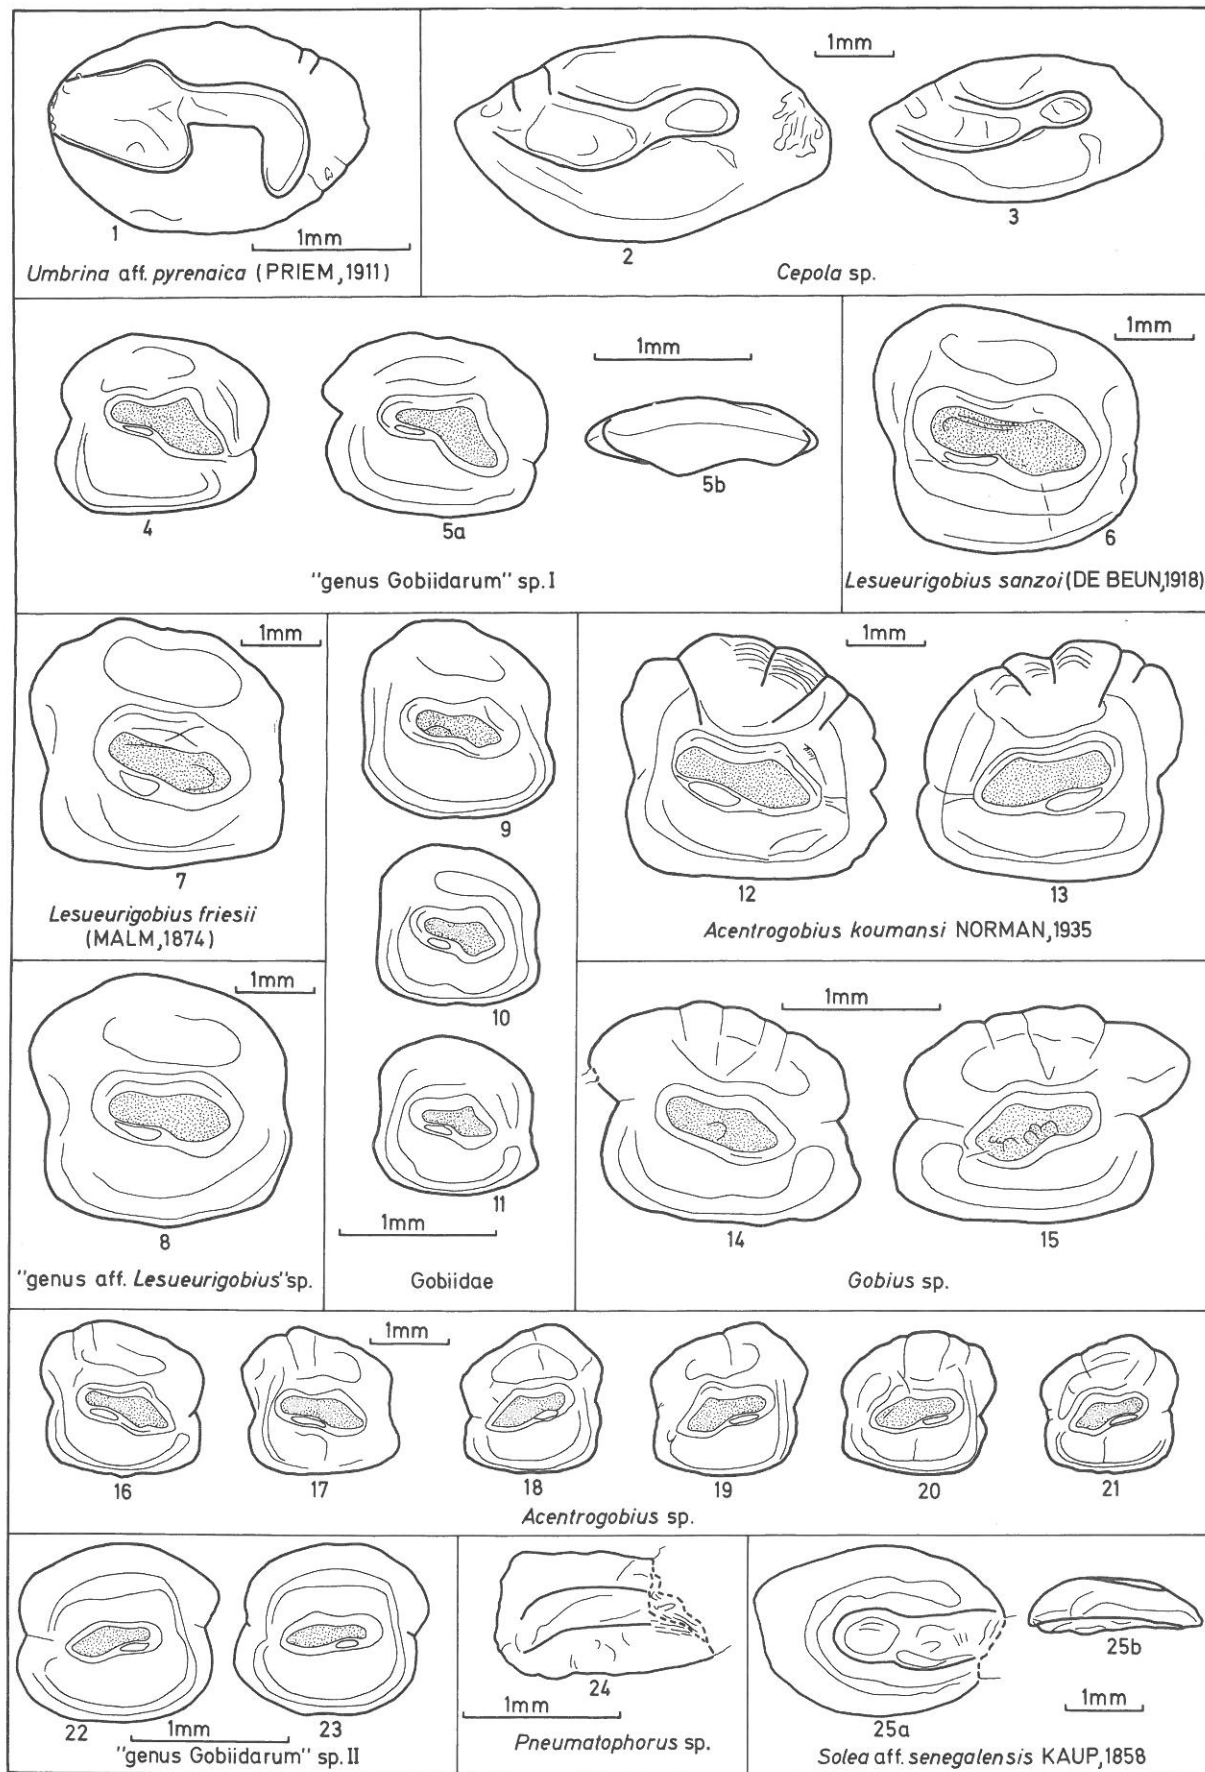 1
1mm
Umbrina aff. pyrenaica (PRIEM,1911)
1mm
2
3
Cepola sp.
4
5a
1mm
5b
"genus Gobiidarum" sp. I
1mm
6
Lesueurigobius sanzoi (DE BEUN,1918)
1mm
7
Lesueurigobius friesii
(MALM,1874)
1mm
8
"genus aff. Lesueurigobius" sp.
9
10
11
1mm
Gobiidae
1mm
12
13
Acentrogobius koumansi NORMAN,1935
1mm
14
15
Gobius sp.
1mm
16
17
18
19
20
21
Acentrogobius sp.
22
1mm
23
"genus Gobiidarum" sp. II
24
1mm
Pneumatophorus sp.
25a
25b
1mm
Solea aff. senegalensis KAUP,1858